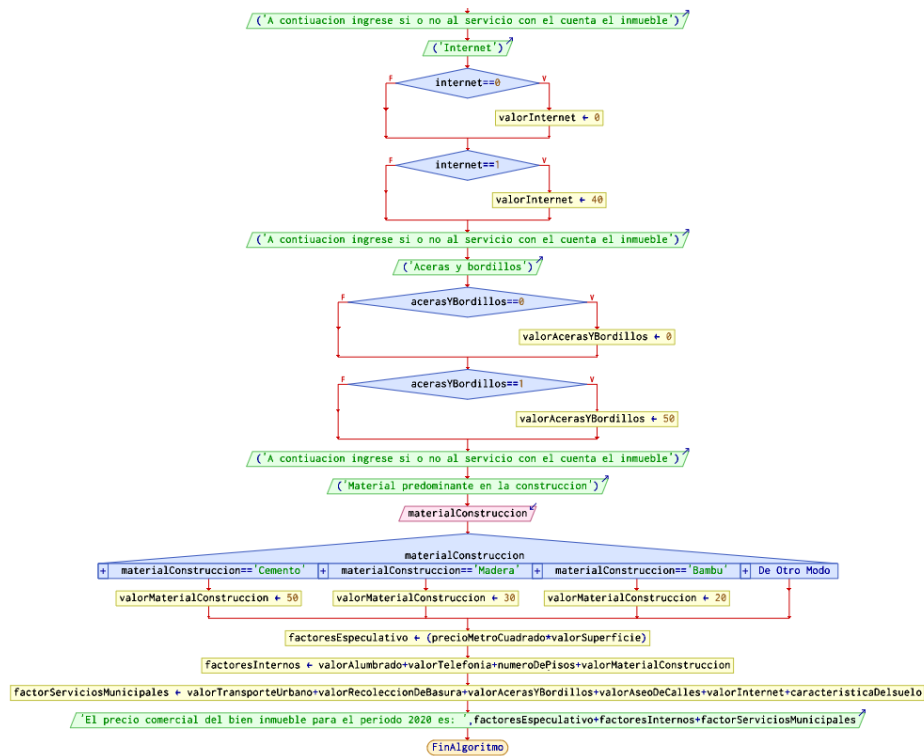 ('A contiuacion ingrese si o no al servicio con el cuenta el inmueble')
('Internet')
F internet==0 V
valorInternet ← 0
F internet==1 V
valorInternet ← 40
('A contiuacion ingrese si o no al servicio con el cuenta el inmueble')
('Aceras y bordillos')
F acerasYBordillos==0 V
valorAcerasYBordillos ← 0
F acerasYBordillos==1 V
valorAcerasYBordillos ← 50
('A contiuacion ingrese si o no al servicio con el cuenta el inmueble')
('Material predominante en la construccion')
materialConstruccion
materialConstruccion
+ materialConstruccion=='Cemento' + materialConstruccion=='Madera' + materialConstruccion=='Bambu' + De Otro Modo
valorMaterialConstruccion ← 50 valorMaterialConstruccion ← 30 valorMaterialConstruccion ← 20
factoresEspeculativo ← (precioMetroCuadrado*valorSuperficie)
factoresInternos ← valorAlumbrado+valorTelefonia+numeroDePisos+valorMaterialConstruccion
factorServiciosMunicipales ← valorTransporteUrbano+valorRecoleccionDeBasura+valorAcerasYBordillos+valorAseoDeCalles+valorInternet+caracteristicaDelsuelo
'El precio comercial del bien inmueble para el periodo 2020 es: ',factoresEspeculativo+factoresInternos+factorServiciosMunicipales
FinAlgoritmo